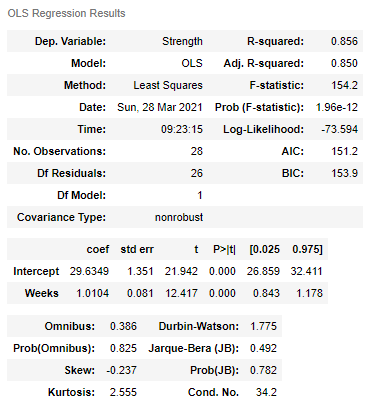 OLS Regression Results
Dep. Variable: Strength R-squared: 0.856
Model: OLS Adj. R-squared: 0.850
Method: Least Squares F-statistic: 154.2
Date: Sun, 28 Mar 2021 Prob (F-statistic): 1.96e-12
Time: 09:23:15 Log-Likelihood: -73.594
No. Observations: 28 AIC: 151.2
Df Residuals: 26 BIC: 153.9
Df Model: 1
Covariance Type: nonrobust
coef std err t P>|t| [0.025 0.975]
Intercept 29.6349 1.351 21.942 0.000 26.859 32.411
Weeks 1.0104 0.081 12.417 0.000 0.843 1.178
Omnibus: 0.386 Durbin-Watson: 1.775
Prob(Omnibus): 0.825 Jarque-Bera (JB): 0.492
Skew: -0.237 Prob(JB): 0.782
Kurtosis: 2.555 Cond. No. 34.2